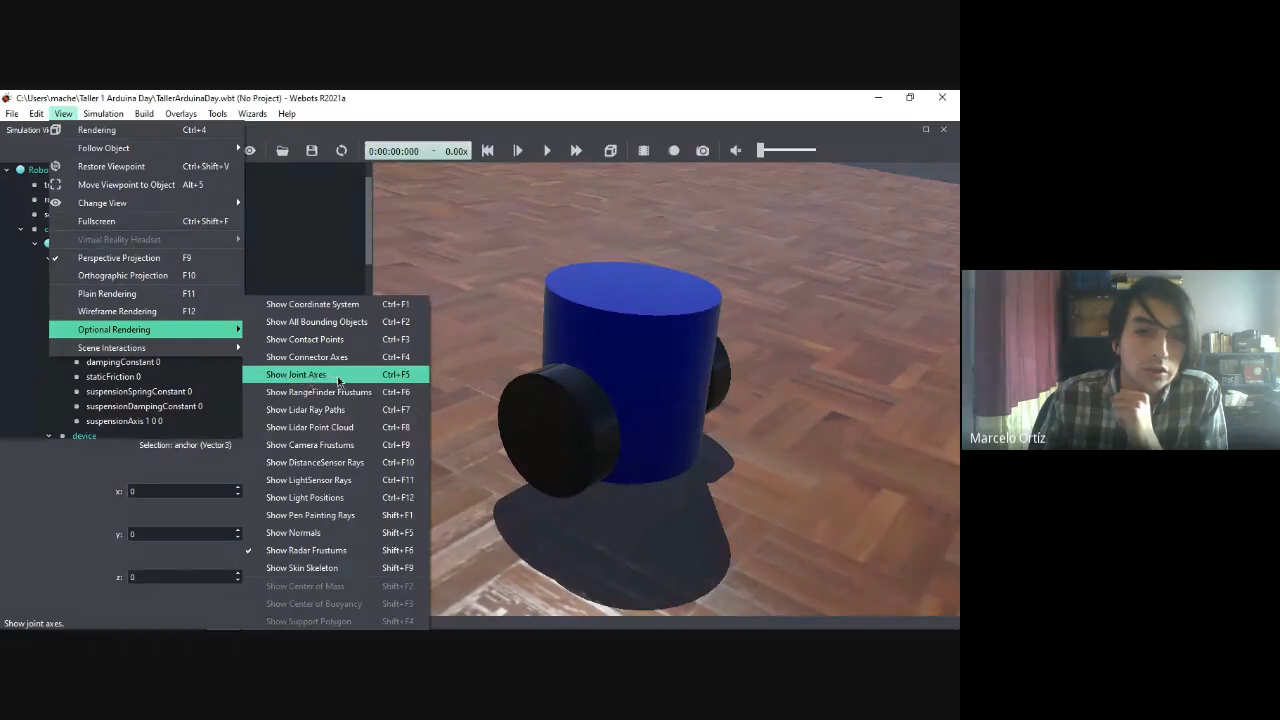 C:\Users\mache\Taller 1 Arduina Day\TallerArduinaDay.wbt (No Project) - Webots R2021a
File Edit View Simulation Build Overlays Tools Wizards Help
Simulation Vi
0:00:00:000 - 0.00x
Rendering Ctrl+4
Follow Object
Restore Viewpoint Ctrl+Shift+V
Move Viewpoint to Object Alt+5
Change View
Fullscreen Ctrl+Shift+F
Virtual Reality Headset
Perspective Projection F9
Orthographic Projection F10
Plain Rendering F11
Wireframe Rendering F12
Optional Rendering
Scene Interactions
Robo
Show Coordinate System Ctrl+F1
Show All Bounding Objects Ctrl+F2
Show Contact Points Ctrl+F3
Show Connector Axes Ctrl+F4
Show Joint Axes Ctrl+F5
Show RangeFinder Frustums Ctrl+F6
Show Lidar Ray Paths Ctrl+F7
Show Lidar Point Cloud Ctrl+F8
Show Camera Frustums Ctrl+F9
Show DistanceSensor Rays Ctrl+F10
Show LightSensor Rays Ctrl+F11
Show Light Positions Ctrl+F12
Show Pen Painting Rays Shift+F1
Show Normals Shift+F5
Show Radar Frustums Shift+F6
Show Skin Skeleton Shift+F9
Show Center of Mass Shift+F2
Show Center of Buoyancy Shift+F3
Show Support Polygon Shift+F4
dampingConstant 0
staticFriction 0
suspensionSpringConstant 0
suspensionDampingConstant 0
suspensionAxis 1 0 0
device
Selection: anchor (Vector3)
x: 0
y: 0
z: 0
Show joint axes.
Marcelo Ortíz